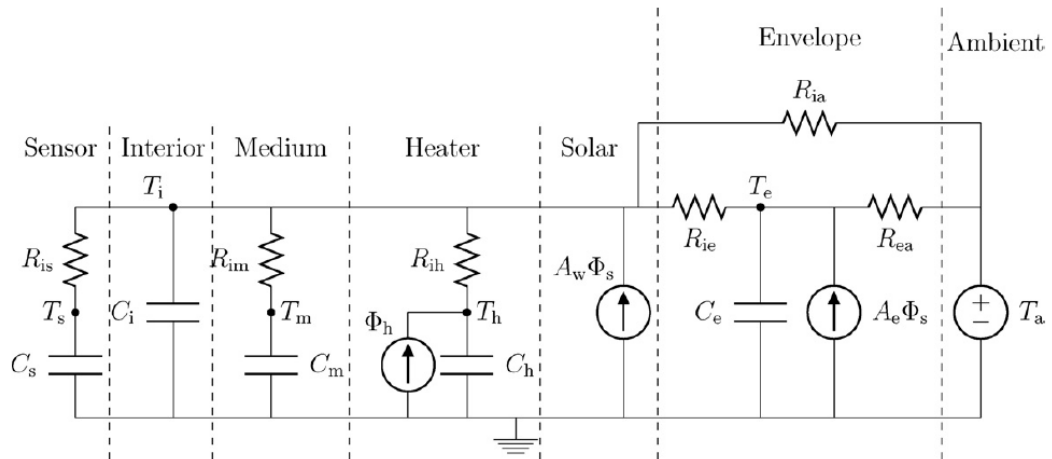 Envelope
Ambient
R_ia
Sensor
Interior
Medium
Heater
Solar
T_i
T_e
R_is
R_im
R_ih
A_wΦ_s
R_ie
R_ea
T_s
C_i
T_m
Φ_h
T_h
C_e
A_eΦ_s
T_a
C_s
C_m
C_h